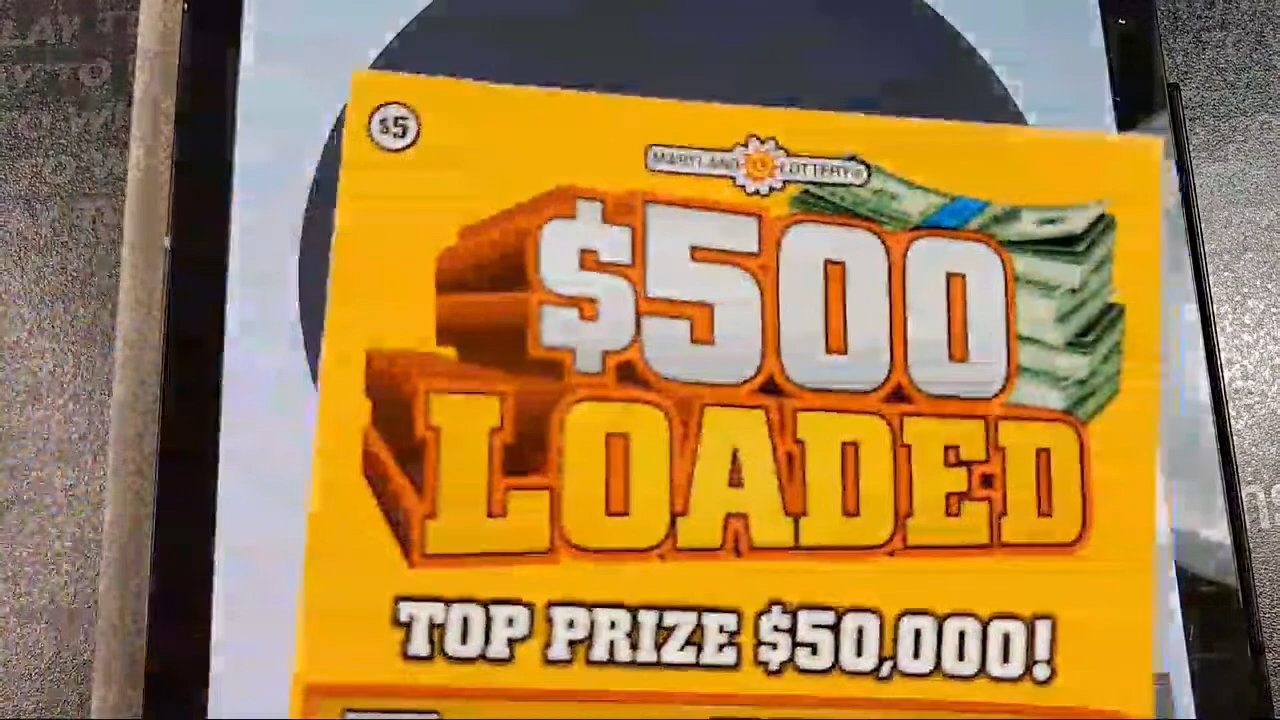 $5
MARYLAND LOTTERY®
$500
LOADED
TOP PRIZE $50,000!